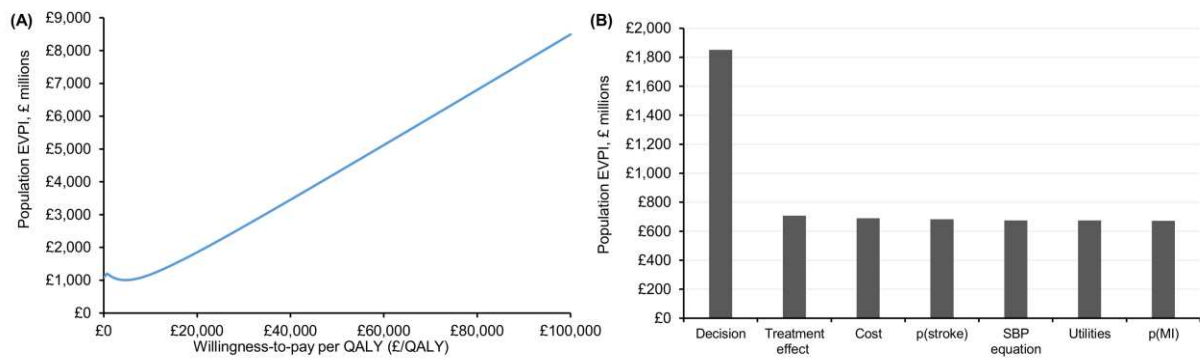 (A)
Population EVPI, £ millions
£9,000
£8,000
£7,000
£6,000
£5,000
£4,000
£3,000
£2,000
£1,000
£0
£0
£20,000
£40,000
£60,000
£80,000
£100,000
Willingness-to-pay per QALY (£/QALY)
(B)
Population EVPI, £ millions
£2,000
£1,800
£1,600
£1,400
£1,200
£1,000
£800
£600
£400
£200
£0
Decision
Treatment
effect
Cost
p(stroke)
SBP
equation
Utilities
p(MI)